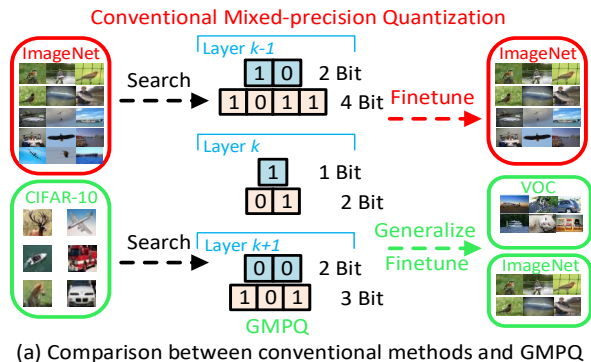 Conventional Mixed-precision Quantization
ImageNet
Search
Layer k-1
1 0 2 Bit
1 0 1 1 4 Bit
Finetune
ImageNet
Layer k
1 1 Bit
0 1 2 Bit
CIFAR-10
Search
Layer k+1
0 0 2 Bit
1 0 1 3 Bit
GMPQ
Generalize
Finetune
VOC
ImageNet
(a) Comparison between conventional methods and GMPQ